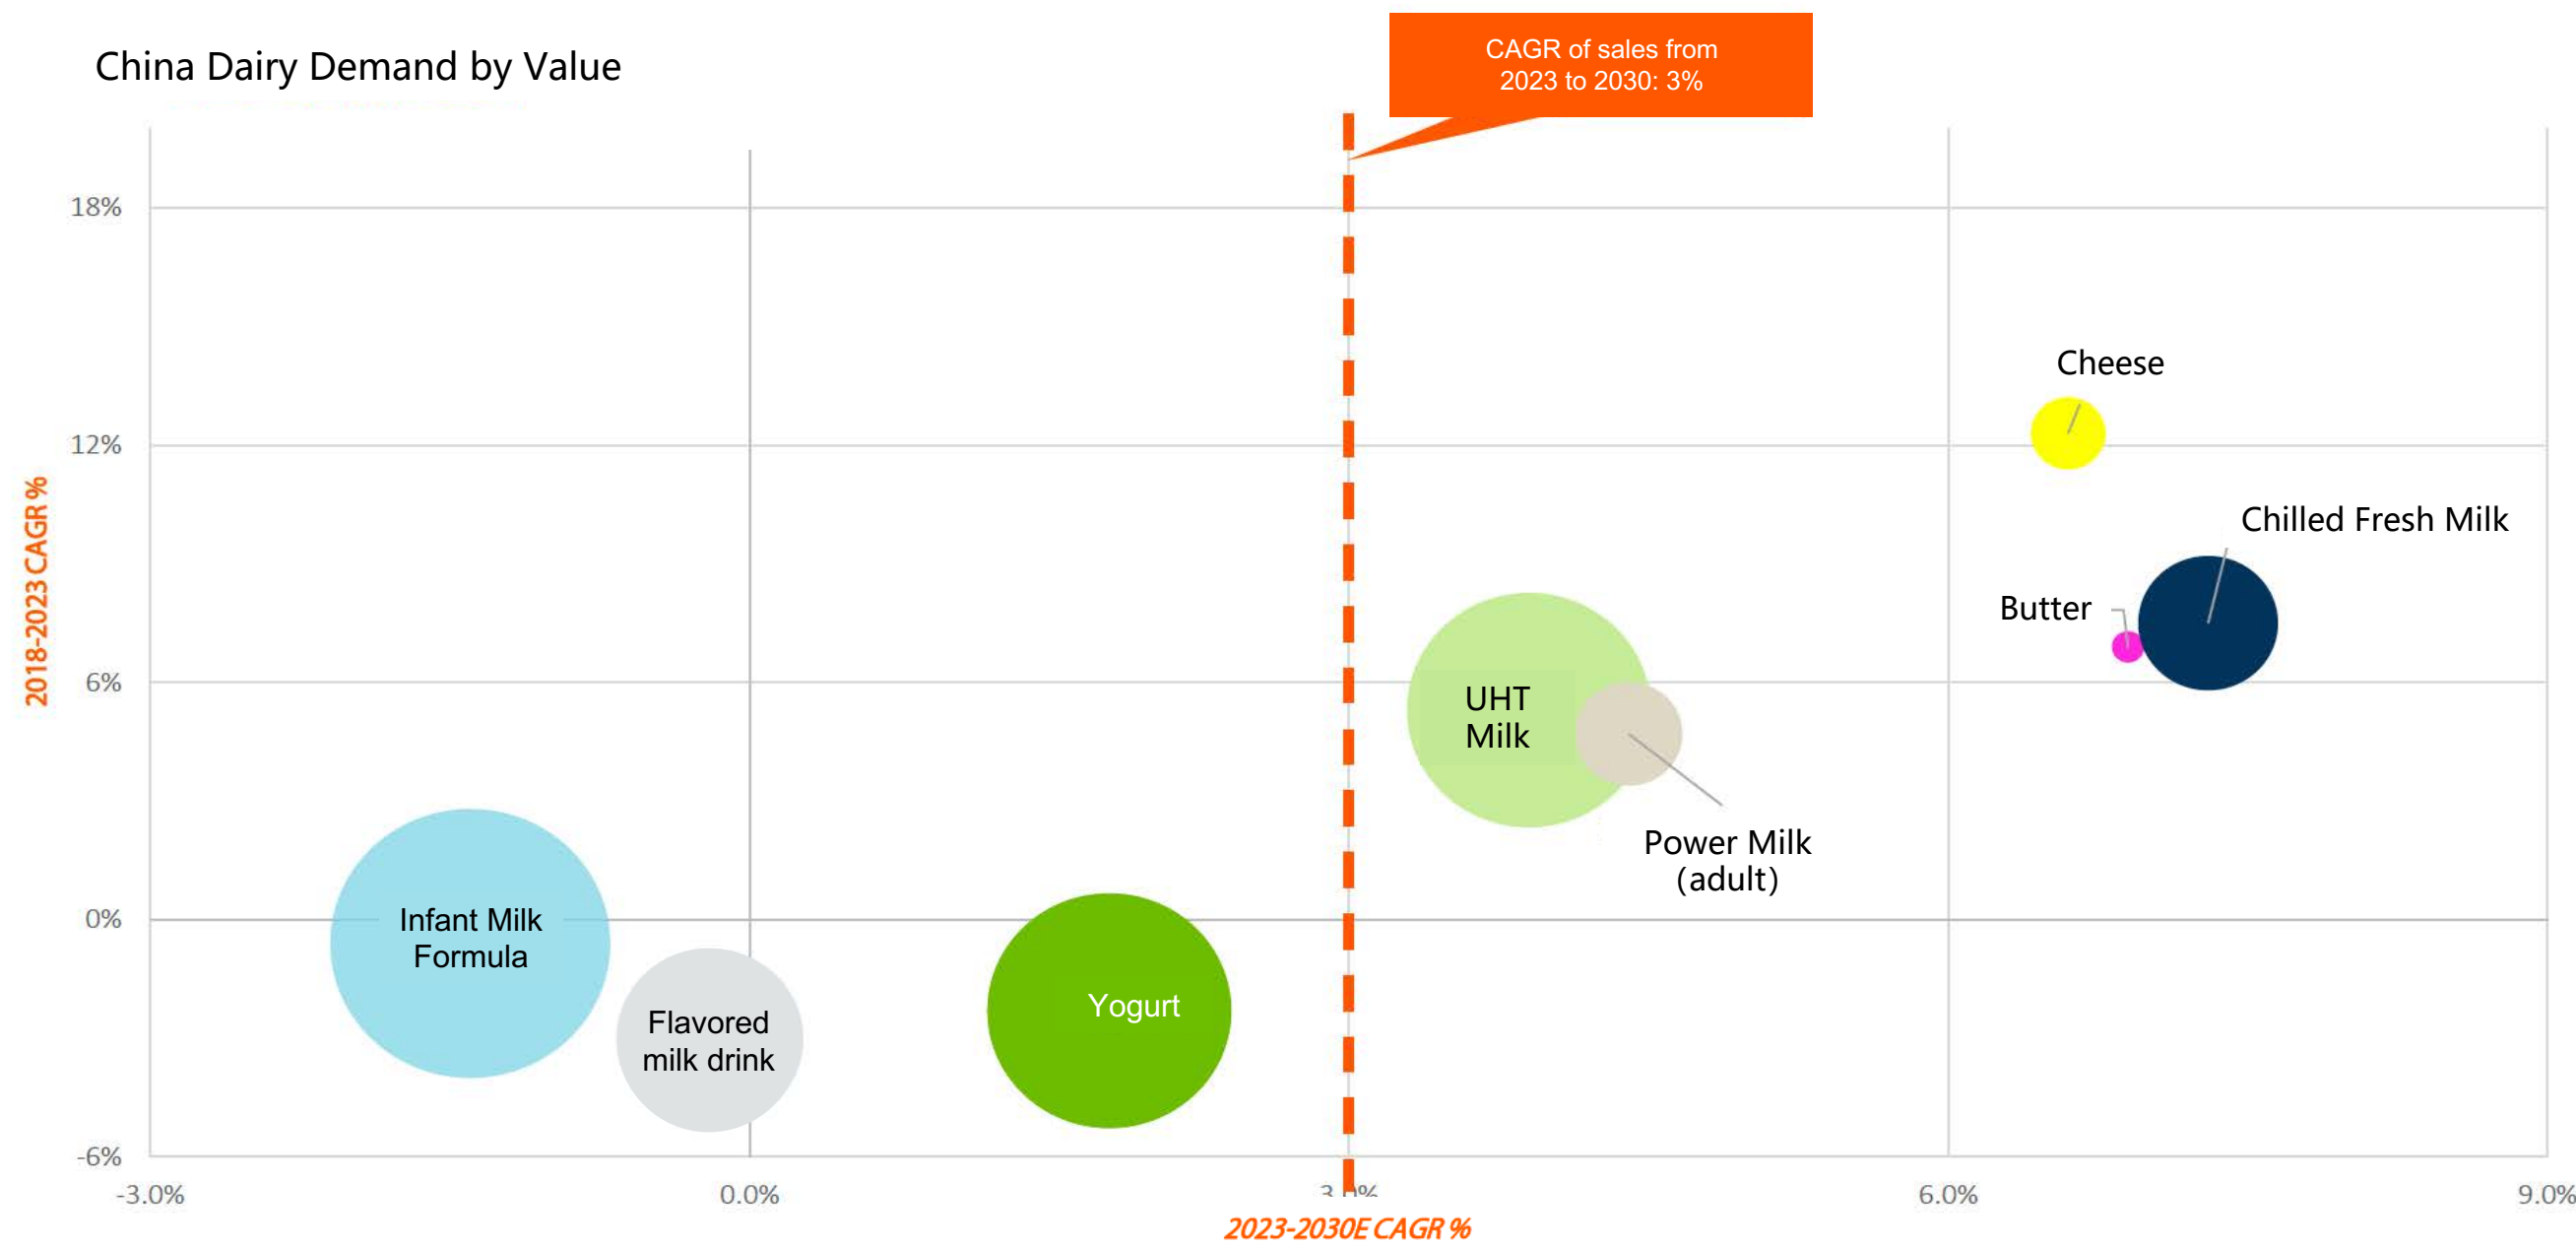 China Dairy Demand by Value
CAGR of sales from
2023 to 2030: 3%
18%
12%
6%
0%
-6%
2018-2023 CAGR %
Cheese
Chilled Fresh Milk
Butter
UHT
Milk
Power Milk
(adult)
Infant Milk
Formula
Flavored
milk drink
Yogurt
-3.0%
0.0%
3.0%
6.0%
9.0%
2023-2030E CAGR %